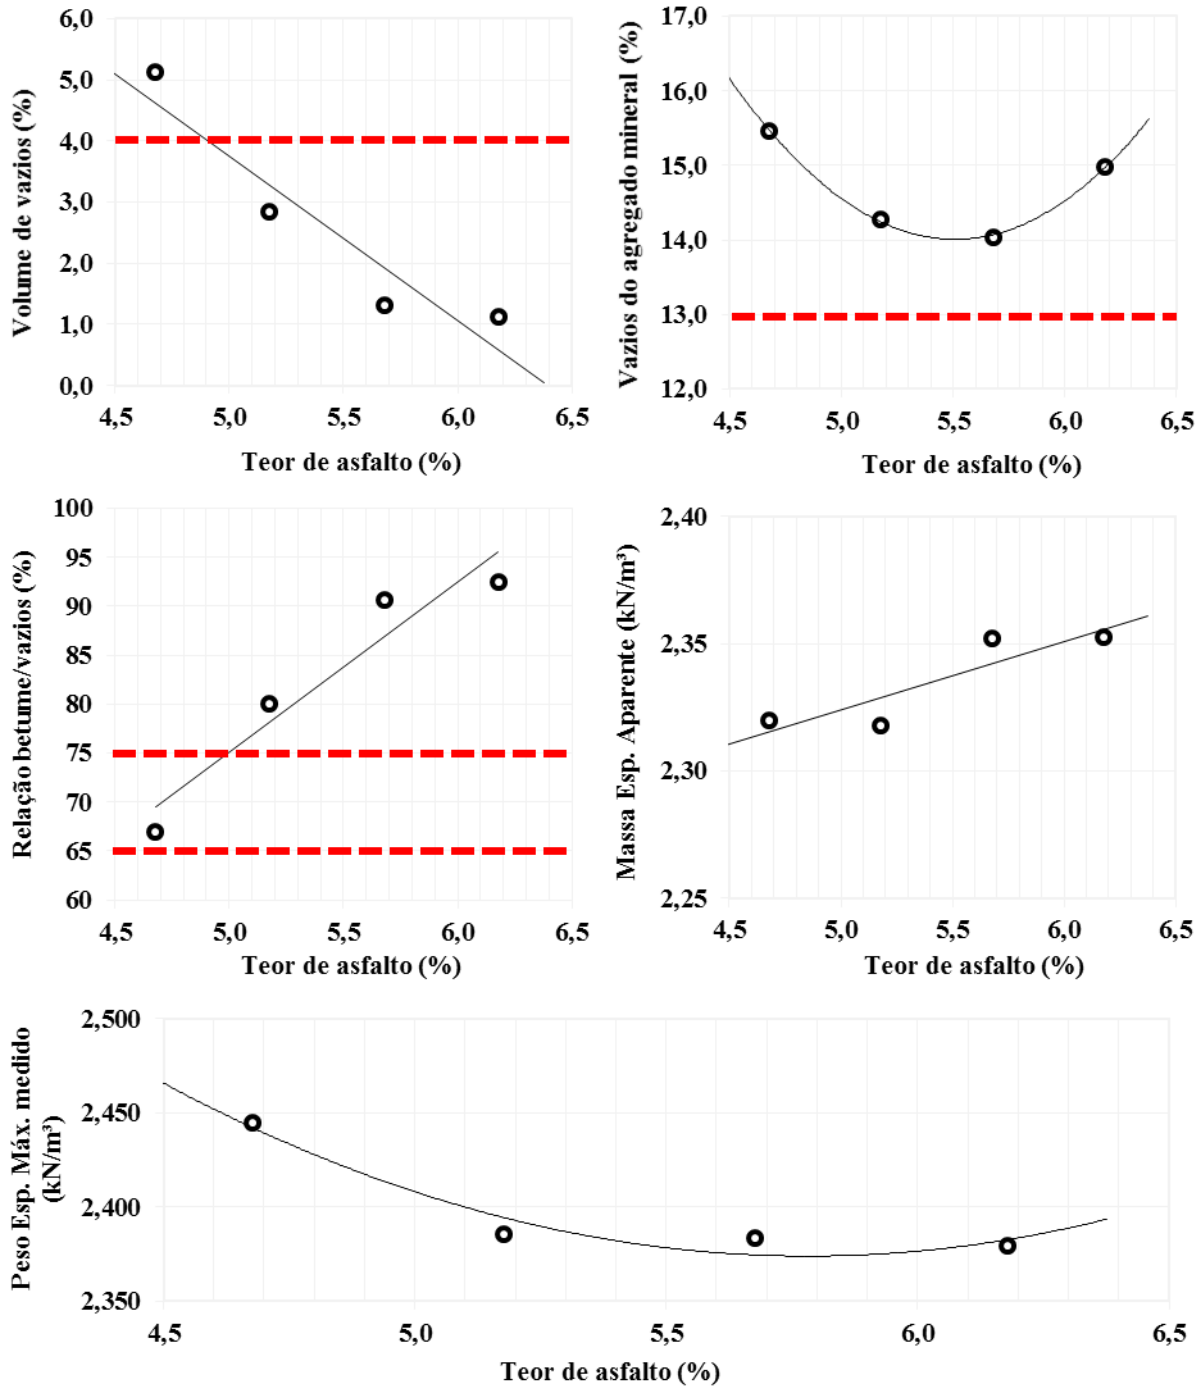 Volume de vazios (%)
6,0
5,0
4,0
3,0
2,0
1,0
0,0
4,5 5,0 5,5 6,0 6,5
Teor de asfalto (%)
Vazios do agregado mineral (%)
17,0
16,0
15,0
14,0
13,0
12,0
4,5 5,0 5,5 6,0 6,5
Teor de asfalto (%)
Relação betume/vazios (%)
100
95
90
85
80
75
70
65
60
4,5 5,0 5,5 6,0 6,5
Teor de asfalto (%)
Massa Esp. Aparente (kN/m³)
2,40
2,35
2,30
2,25
4,5 5,0 5,5 6,0 6,5
Teor de asfalto (%)
Peso Esp. Máx. medido
(kN/m³)
2,500
2,450
2,400
2,350
4,5 5,0 5,5 6,0 6,5
Teor de asfalto (%)